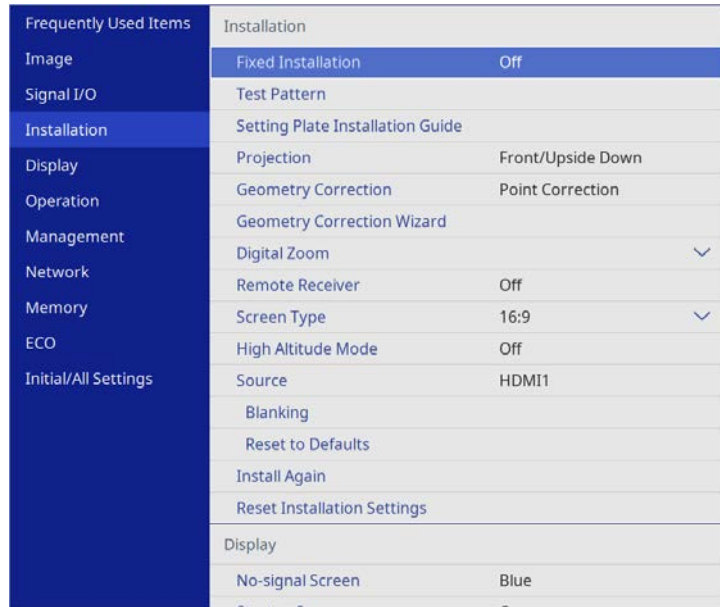 Frequently Used Items
Image
Signal I/O
Installation
Display
Operation
Management
Network
Memory
ECO
Initial/All Settings
Installation
Fixed Installation Off
Test Pattern
Setting Plate Installation Guide
Projection Front/Upside Down
Geometry Correction Point Correction
Geometry Correction Wizard
Digital Zoom
Remote Receiver Off
Screen Type 16:9
High Altitude Mode Off
Source HDMI1
Blanking
Reset to Defaults
Install Again
Reset Installation Settings
Display
No-signal Screen Blue